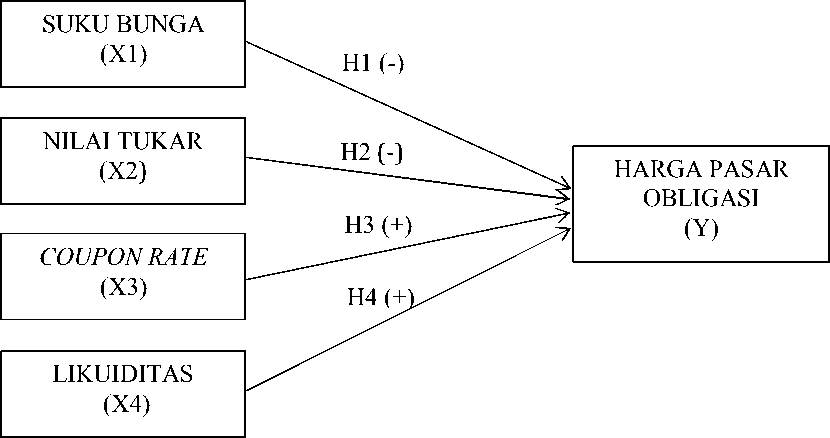 SUKU BUNGA
(X1)
H1 (-)
NILAI TUKAR
(X2)
H2 (-)
HARGA PASAR
OBLIGASI
(Y)
COUPON RATE
(X3)
H3 (+)
H4 (+)
LIKUIDITAS
(X4)